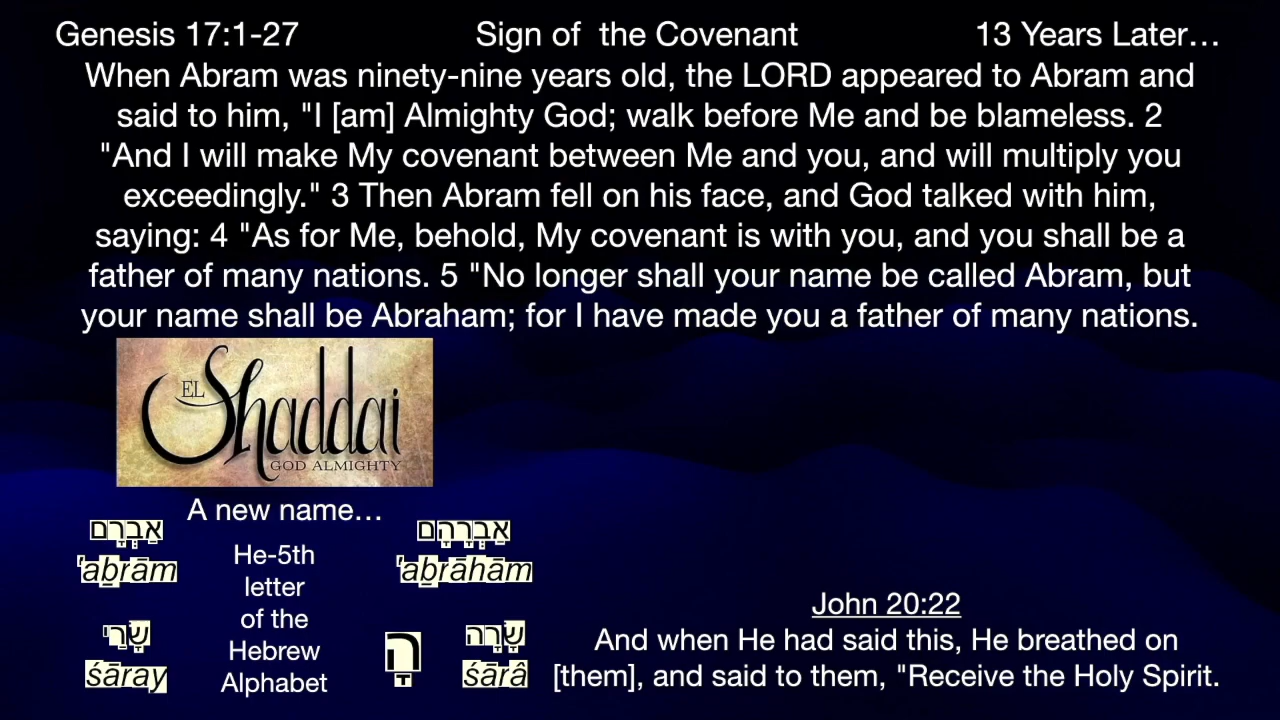 Genesis 17:1-27 Sign of  the Covenant 13 Years Later…
When Abram was ninety-nine years old, the LORD appeared to Abram and
said to him, "I [am] Almighty God; walk before Me and be blameless. 2
"And I will make My covenant between Me and you, and will multiply you
exceedingly." 3 Then Abram fell on his face, and God talked with him,
saying: 4 "As for Me, behold, My covenant is with you, and you shall be a
father of many nations. 5 "No longer shall your name be called Abram, but
your name shall be Abraham; for I have made you a father of many nations.
EL Shaddai
GOD ALMIGHTY
A new name…
אַבְרָם
'aḇrām
שָׂרַי
śāray
He-5th
letter
of the
Hebrew
Alphabet
אַבְרָהָם
'aḇrāhām
הָ
שָׂרָה
śārâ
John 20:22
And when He had said this, He breathed on
[them], and said to them, "Receive the Holy Spirit.